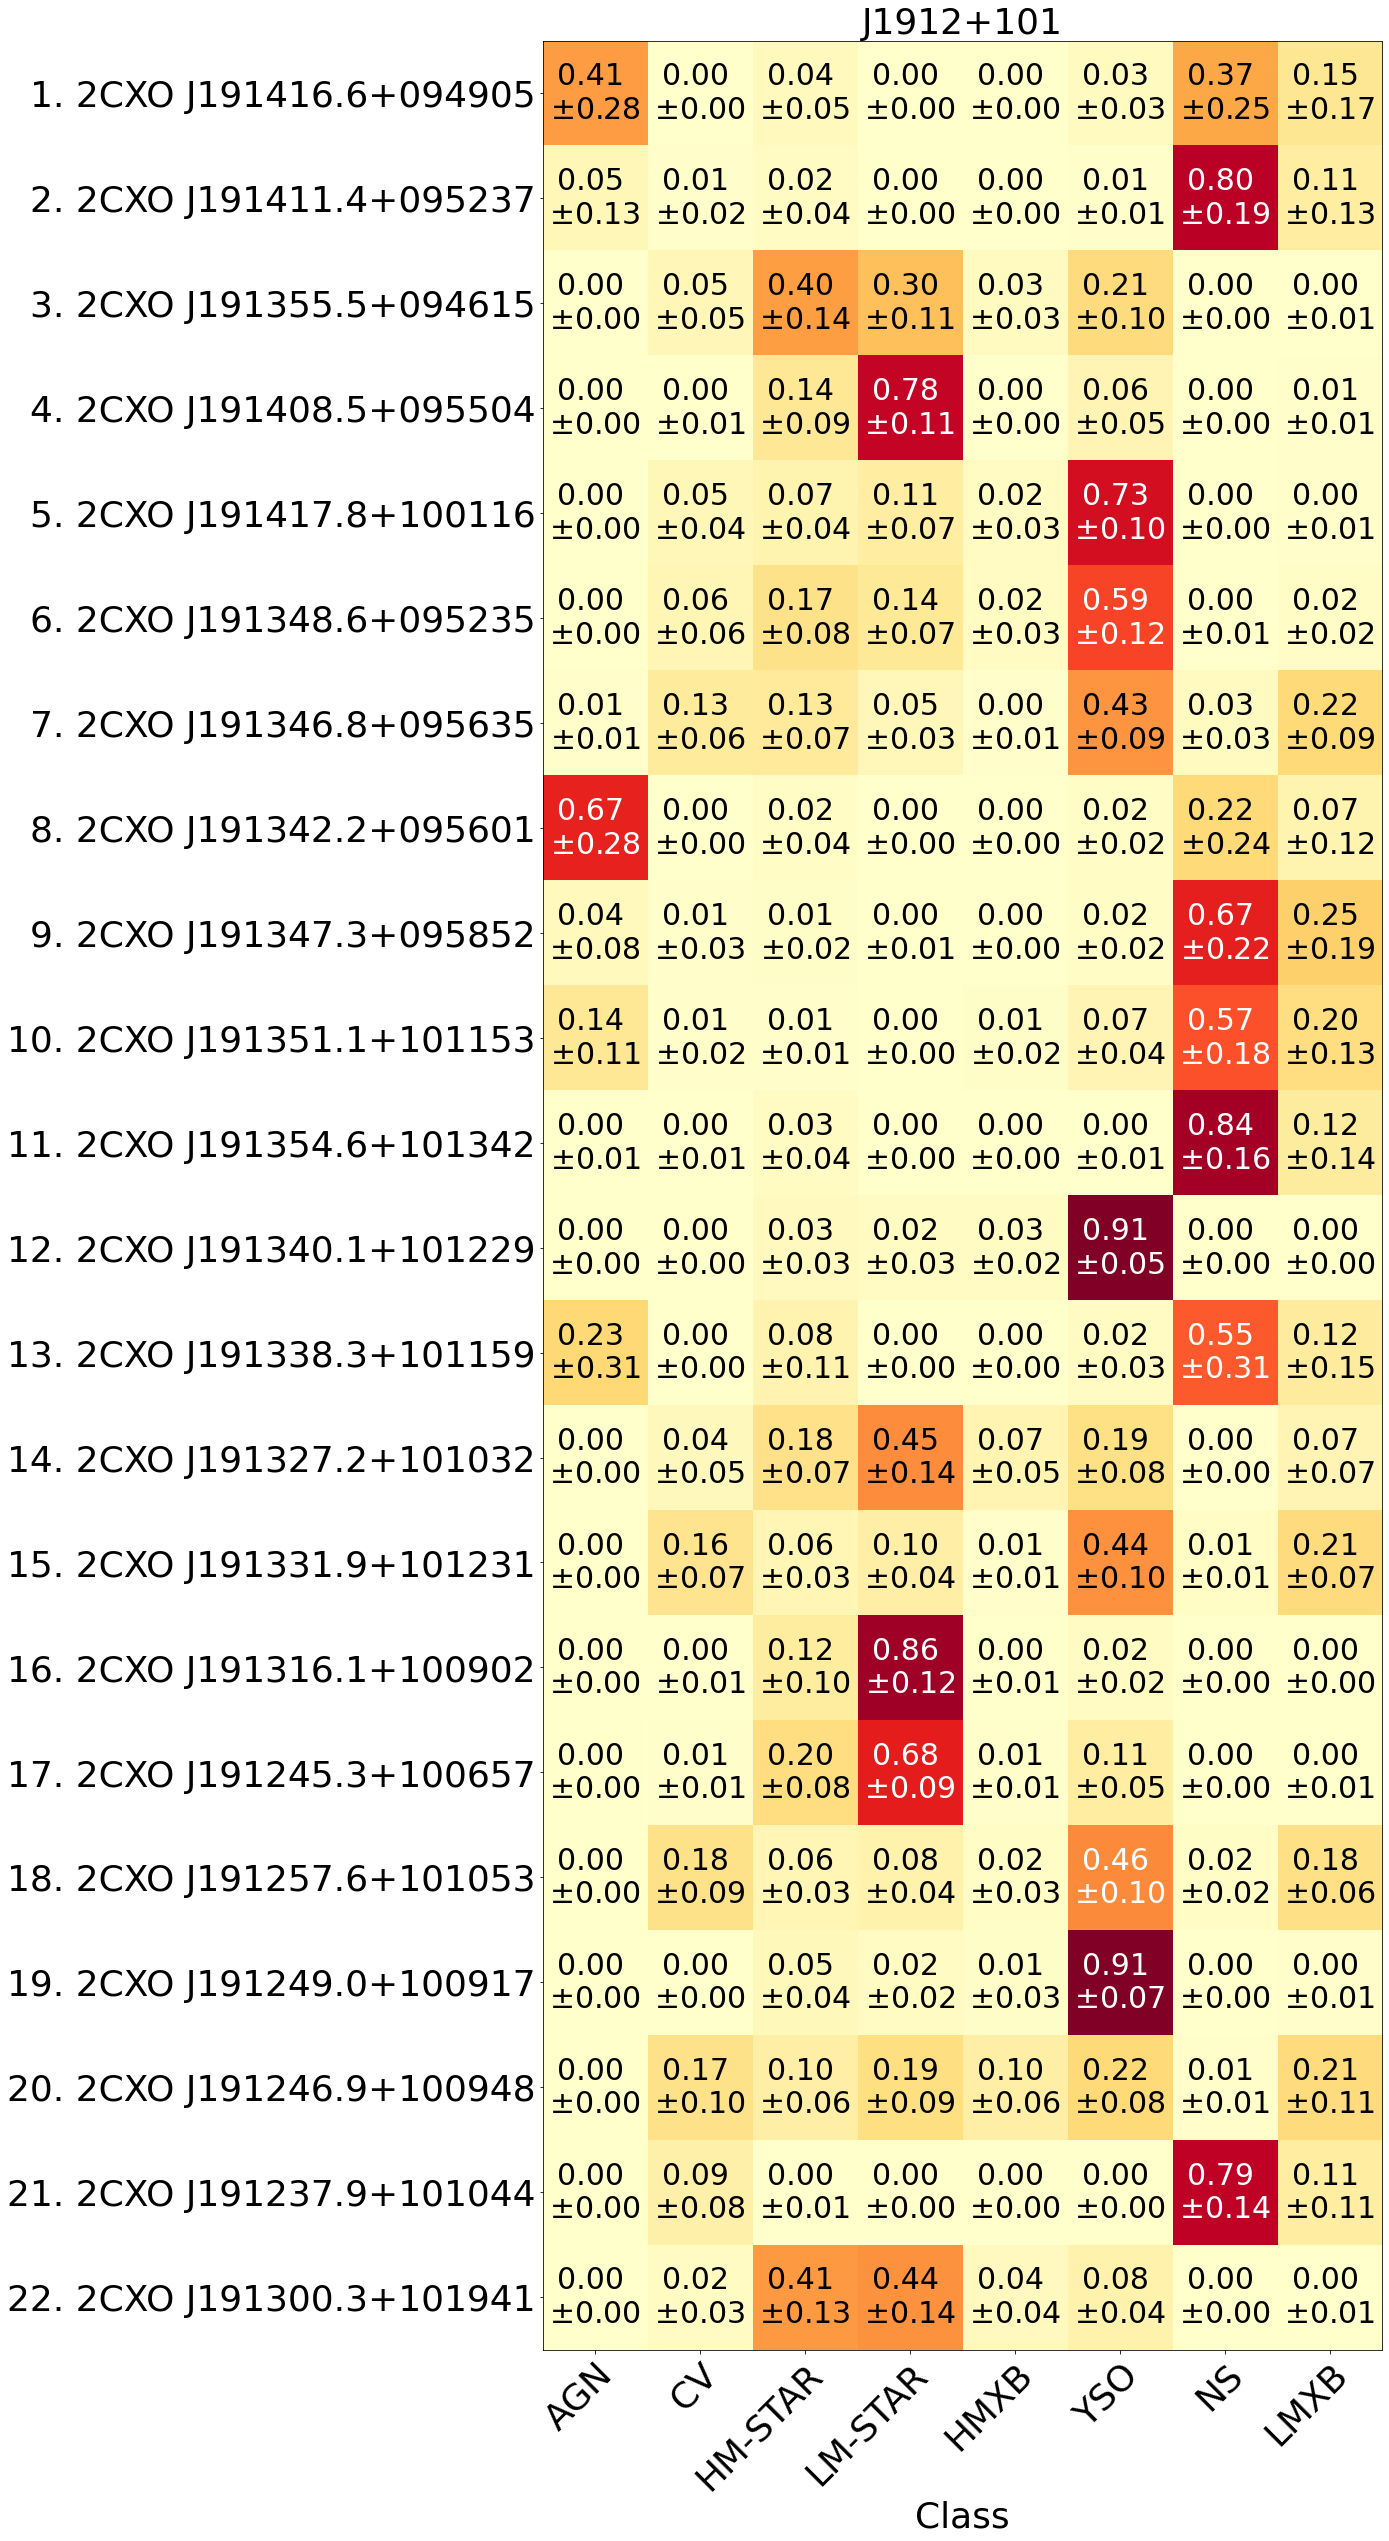 J1912+101
1. 2CXO J191416.6+094905 0.41 0.00 0.04 0.00 0.00 0.03 0.37 0.15
±0.28 ±0.00 ±0.05 ±0.00 ±0.00 ±0.03 ±0.25 ±0.17
2. 2CXO J191411.4+095237 0.05 0.01 0.02 0.00 0.00 0.01 0.80 0.11
±0.13 ±0.02 ±0.04 ±0.00 ±0.00 ±0.01 ±0.19 ±0.13
3. 2CXO J191355.5+094615 0.00 0.05 0.40 0.30 0.03 0.21 0.00 0.00
±0.00 ±0.05 ±0.14 ±0.11 ±0.03 ±0.10 ±0.00 ±0.01
4. 2CXO J191408.5+095504 0.00 0.00 0.14 0.78 0.00 0.06 0.00 0.01
±0.00 ±0.01 ±0.09 ±0.11 ±0.00 ±0.05 ±0.00 ±0.01
5. 2CXO J191417.8+100116 0.00 0.05 0.07 0.11 0.02 0.73 0.00 0.00
±0.00 ±0.04 ±0.04 ±0.07 ±0.03 ±0.10 ±0.00 ±0.01
6. 2CXO J191348.6+095235 0.00 0.06 0.17 0.14 0.02 0.59 0.00 0.02
±0.00 ±0.06 ±0.08 ±0.07 ±0.03 ±0.12 ±0.01 ±0.02
7. 2CXO J191346.8+095635 0.01 0.13 0.13 0.05 0.00 0.43 0.03 0.22
±0.01 ±0.06 ±0.07 ±0.03 ±0.01 ±0.09 ±0.03 ±0.09
8. 2CXO J191342.2+095601 0.67 0.00 0.02 0.00 0.00 0.02 0.22 0.07
±0.28 ±0.00 ±0.04 ±0.00 ±0.00 ±0.02 ±0.24 ±0.12
9. 2CXO J191347.3+095852 0.04 0.01 0.01 0.00 0.00 0.02 0.67 0.25
±0.08 ±0.03 ±0.02 ±0.01 ±0.00 ±0.02 ±0.22 ±0.19
10. 2CXO J191351.1+101153 0.14 0.01 0.01 0.00 0.01 0.07 0.57 0.20
±0.11 ±0.02 ±0.01 ±0.00 ±0.02 ±0.04 ±0.18 ±0.13
11. 2CXO J191354.6+101342 0.00 0.00 0.03 0.00 0.00 0.00 0.84 0.12
±0.01 ±0.01 ±0.04 ±0.00 ±0.00 ±0.01 ±0.16 ±0.14
12. 2CXO J191340.1+101229 0.00 0.00 0.03 0.02 0.03 0.91 0.00 0.00
±0.00 ±0.00 ±0.03 ±0.03 ±0.02 ±0.05 ±0.00 ±0.00
13. 2CXO J191338.3+101159 0.23 0.00 0.08 0.00 0.00 0.02 0.55 0.12
±0.31 ±0.00 ±0.11 ±0.00 ±0.00 ±0.03 ±0.31 ±0.15
14. 2CXO J191327.2+101032 0.00 0.04 0.18 0.45 0.07 0.19 0.00 0.07
±0.00 ±0.05 ±0.07 ±0.14 ±0.05 ±0.08 ±0.00 ±0.07
15. 2CXO J191331.9+101231 0.00 0.16 0.06 0.10 0.01 0.44 0.01 0.21
±0.00 ±0.07 ±0.03 ±0.04 ±0.01 ±0.10 ±0.01 ±0.07
16. 2CXO J191316.1+100902 0.00 0.00 0.12 0.86 0.00 0.02 0.00 0.00
±0.00 ±0.01 ±0.10 ±0.12 ±0.01 ±0.02 ±0.00 ±0.00
17. 2CXO J191245.3+100657 0.00 0.01 0.20 0.68 0.01 0.11 0.00 0.00
±0.00 ±0.01 ±0.08 ±0.09 ±0.01 ±0.05 ±0.00 ±0.01
18. 2CXO J191257.6+101053 0.00 0.18 0.06 0.08 0.02 0.46 0.02 0.18
±0.00 ±0.09 ±0.03 ±0.04 ±0.03 ±0.10 ±0.02 ±0.06
19. 2CXO J191249.0+100917 0.00 0.00 0.05 0.02 0.01 0.91 0.00 0.00
±0.00 ±0.00 ±0.04 ±0.02 ±0.03 ±0.07 ±0.00 ±0.01
20. 2CXO J191246.9+100948 0.00 0.17 0.10 0.19 0.10 0.22 0.01 0.21
±0.00 ±0.10 ±0.06 ±0.09 ±0.06 ±0.08 ±0.01 ±0.11
21. 2CXO J191237.9+101044 0.00 0.09 0.00 0.00 0.00 0.00 0.79 0.11
±0.00 ±0.08 ±0.01 ±0.00 ±0.00 ±0.00 ±0.14 ±0.11
22. 2CXO J191300.3+101941 0.00 0.02 0.41 0.44 0.04 0.08 0.00 0.00
±0.00 ±0.03 ±0.13 ±0.14 ±0.04 ±0.04 ±0.00 ±0.01
AGN CV HM-STAR LM-STAR HMXB YSO NS LMXB
Class